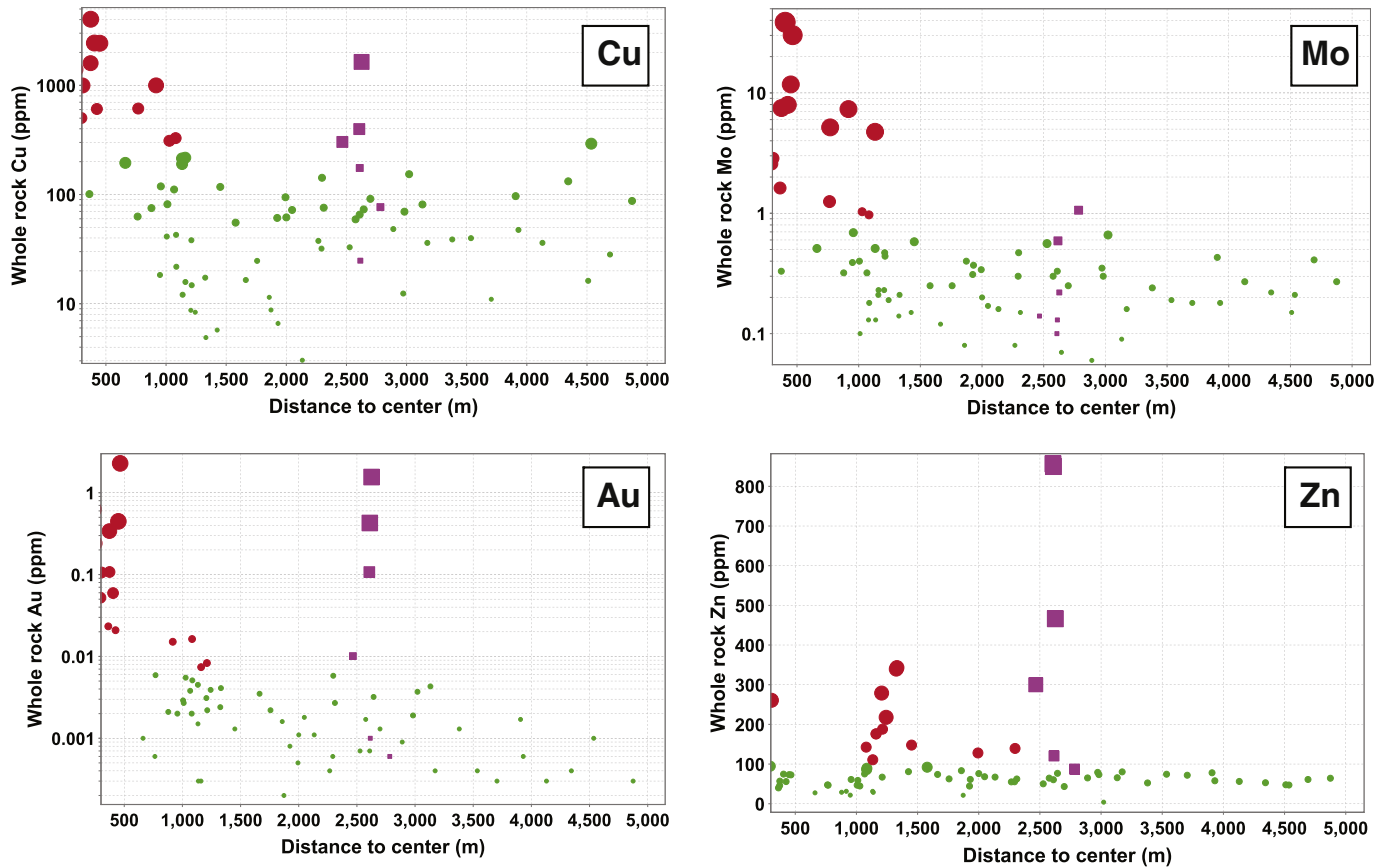 Cu
Whole rock Cu (ppm)
1000
100
10
500 1,000 1,500 2,000 2,500 3,000 3,500 4,000 4,500 5,000
Distance to center (m)
Mo
Whole rock Mo (ppm)
10
1
0.1
500 1,000 1,500 2,000 2,500 3,000 3,500 4,000 4,500 5,000
Distance to center (m)
Au
Whole rock Au (ppm)
1
0.1
0.01
0.001
500 1,000 1,500 2,000 2,500 3,000 3,500 4,000 4,500 5,000
Distance to center (m)
Zn
Whole rock Zn (ppm)
800
700
600
500
400
300
200
100
0
500 1,000 1,500 2,000 2,500 3,000 3,500 4,000 4,500 5,000
Distance to center (m)